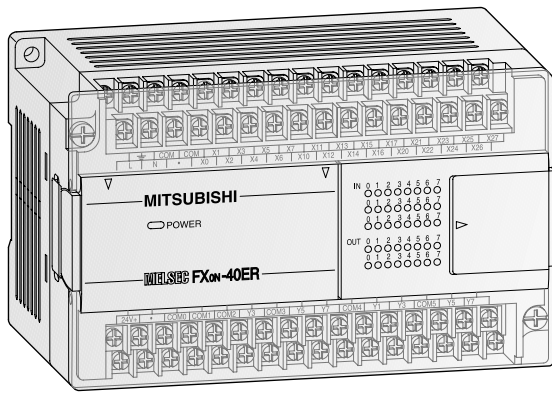 COM COM X1 X3 X5 X7 X11 X13 X15 X17 X21 X23 X25 X27
L N • X0 X2 X4 X6 X10 X12 X14 X16 X20 X22 X24 X26
MITSUBISHI
POWER
MELSEC FX0N-40ER
IN 0 1 2 3 4 5 6 7
0 1 2 3 4 5 6 7
0 1 2 3 4 5 6 7
OUT 0 1 2 3 4 5 6 7
0 1 2 3 4 5 6 7
24V+ • COM0 COM1 COM2 Y3 COM3 Y5 Y7 COM4 Y1 Y3 COM5 Y5 Y7